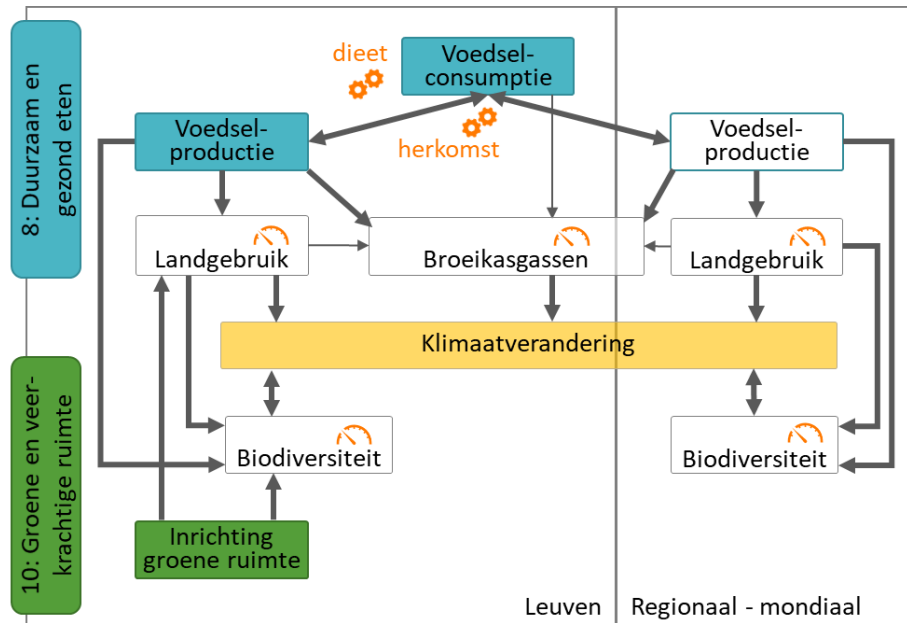 8: Duurzaam en
gezond eten
10: Groene en veer-
krachtige ruimte
dieet
Voedsel-
consumptie
herkomst
Voedsel-
productie
Voedsel-
productie
Landgebruik
Broeikasgassen
Landgebruik
Klimaatverandering
Biodiversiteit
Biodiversiteit
Inrichting
groene ruimte
Leuven
Regionaal - mondiaal